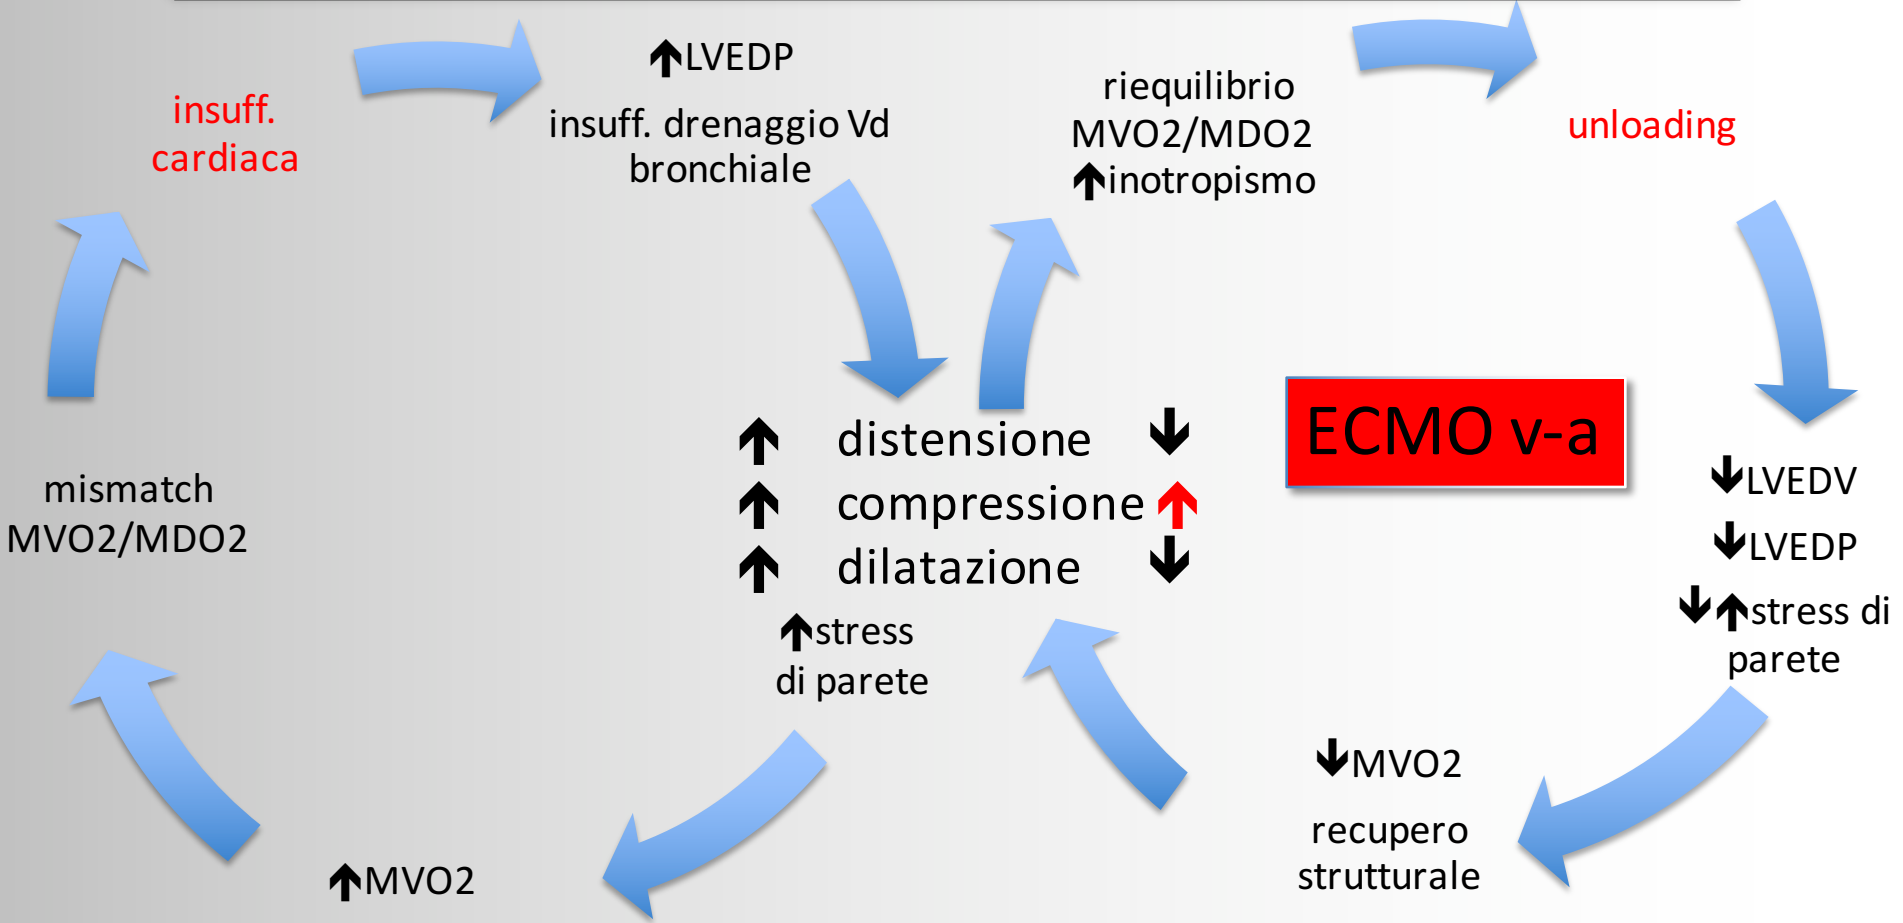 insuff.
cardiaca
↑LVEDP
insuff. drenaggio Vd
bronchiale
riequilibrio
MVO2/MDO2
↑inotropismo
unloading
mismatch
MVO2/MDO2
↑ distensione ↓
↑ compressione ↑
↑ dilatazione ↓
↑stress
di parete
ECMO v-a
↓LVEDV
↓LVEDP
↓↑stress di
parete
↓MVO2
recupero
strutturale
↑MVO2